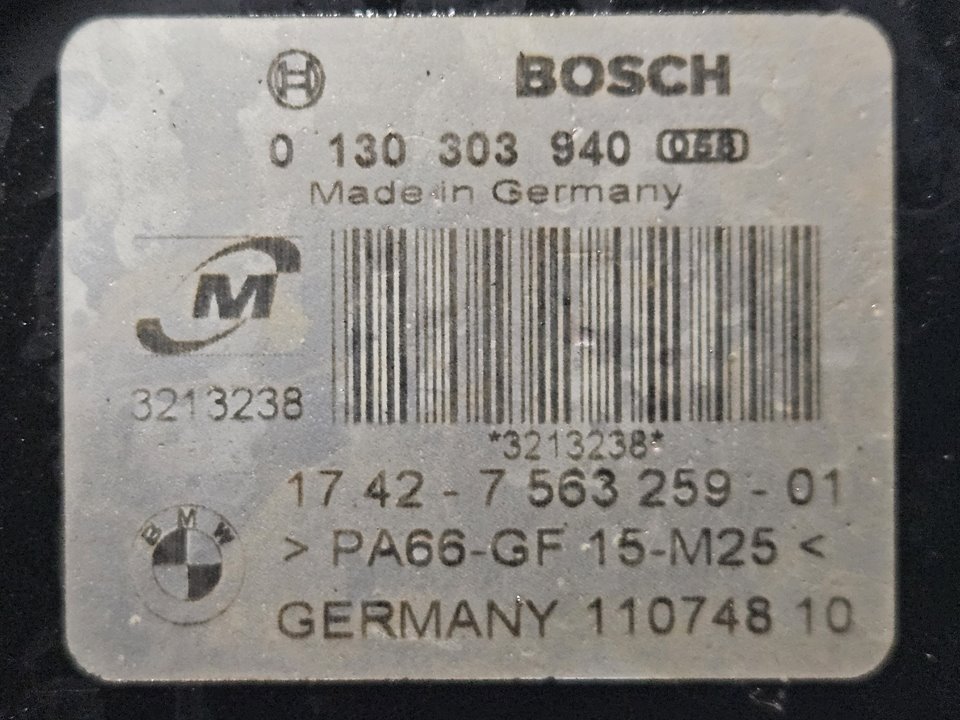 BOSCH
0 130 303 940 058
Made in Germany
M
3213238
*3213238*
17 42 - 7 563 259 - 01
BMW
> PA66-GF 15-M25 <
GERMANY 110748 10